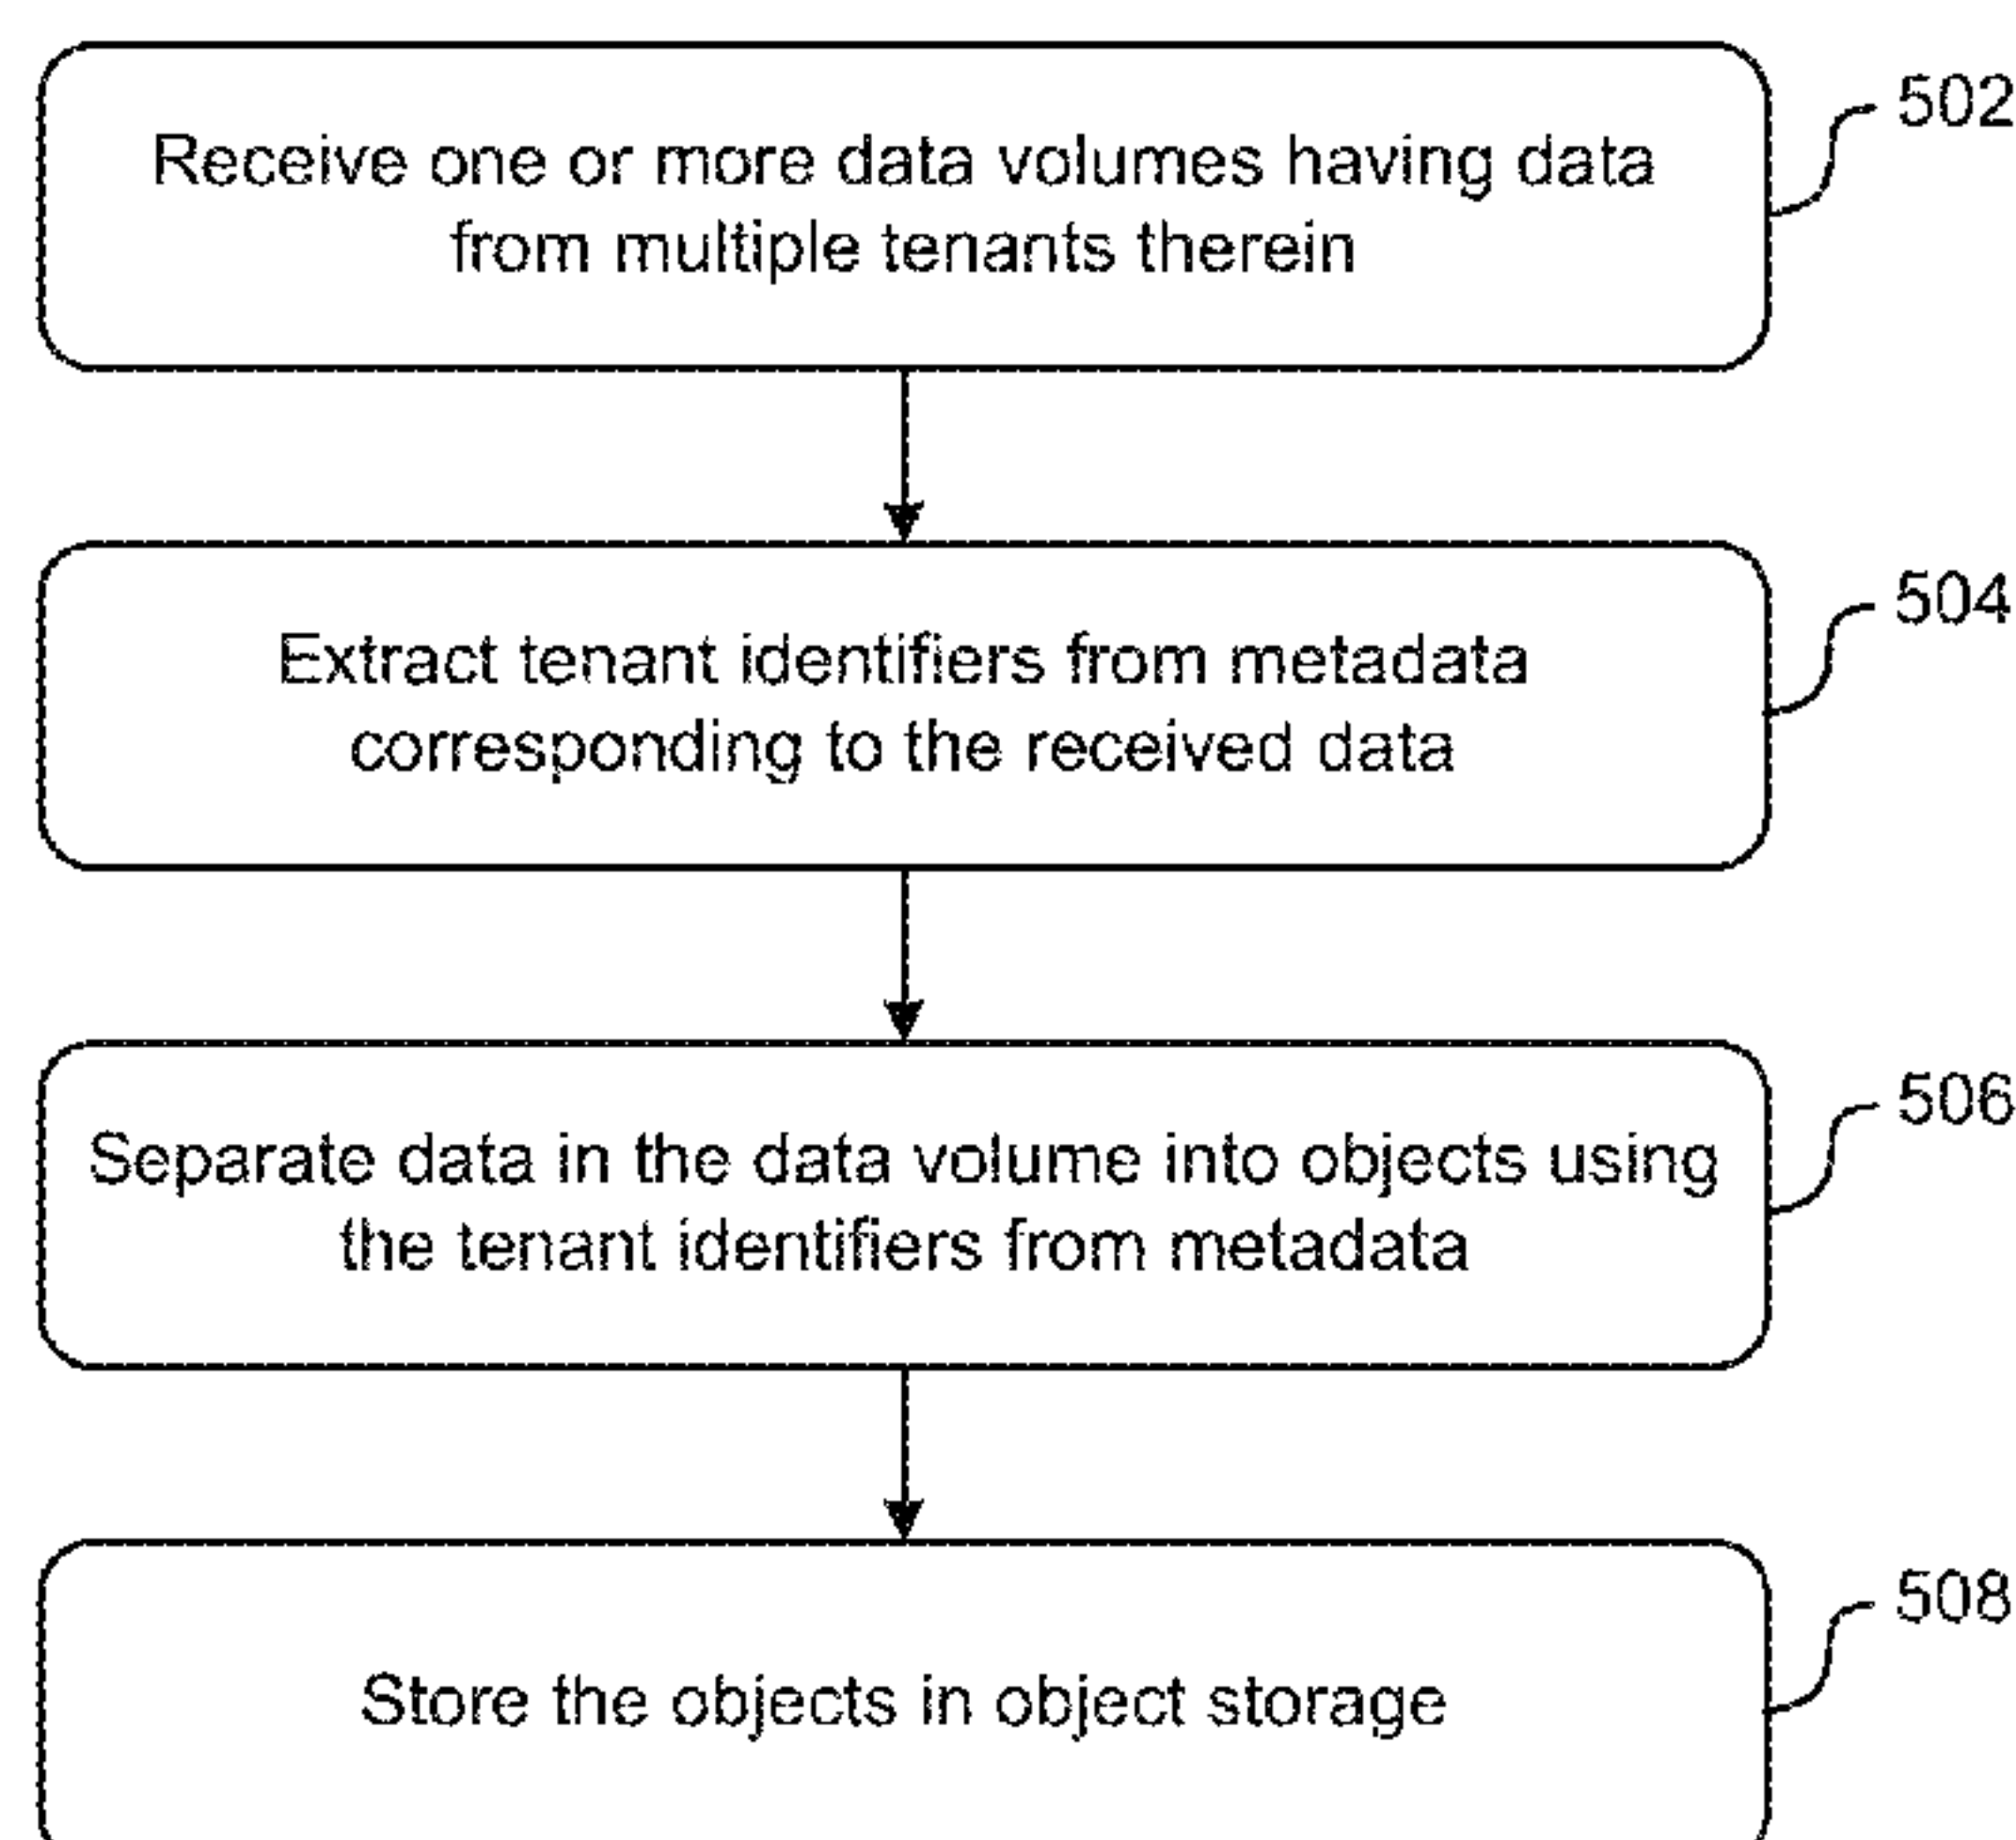 Receive one or more data volumes having data
from multiple tenants therein
502
Extract tenant identifiers from metadata
corresponding to the received data
504
Separate data in the data volume into objects using
the tenant identifiers from metadata
506
Store the objects in object storage
508